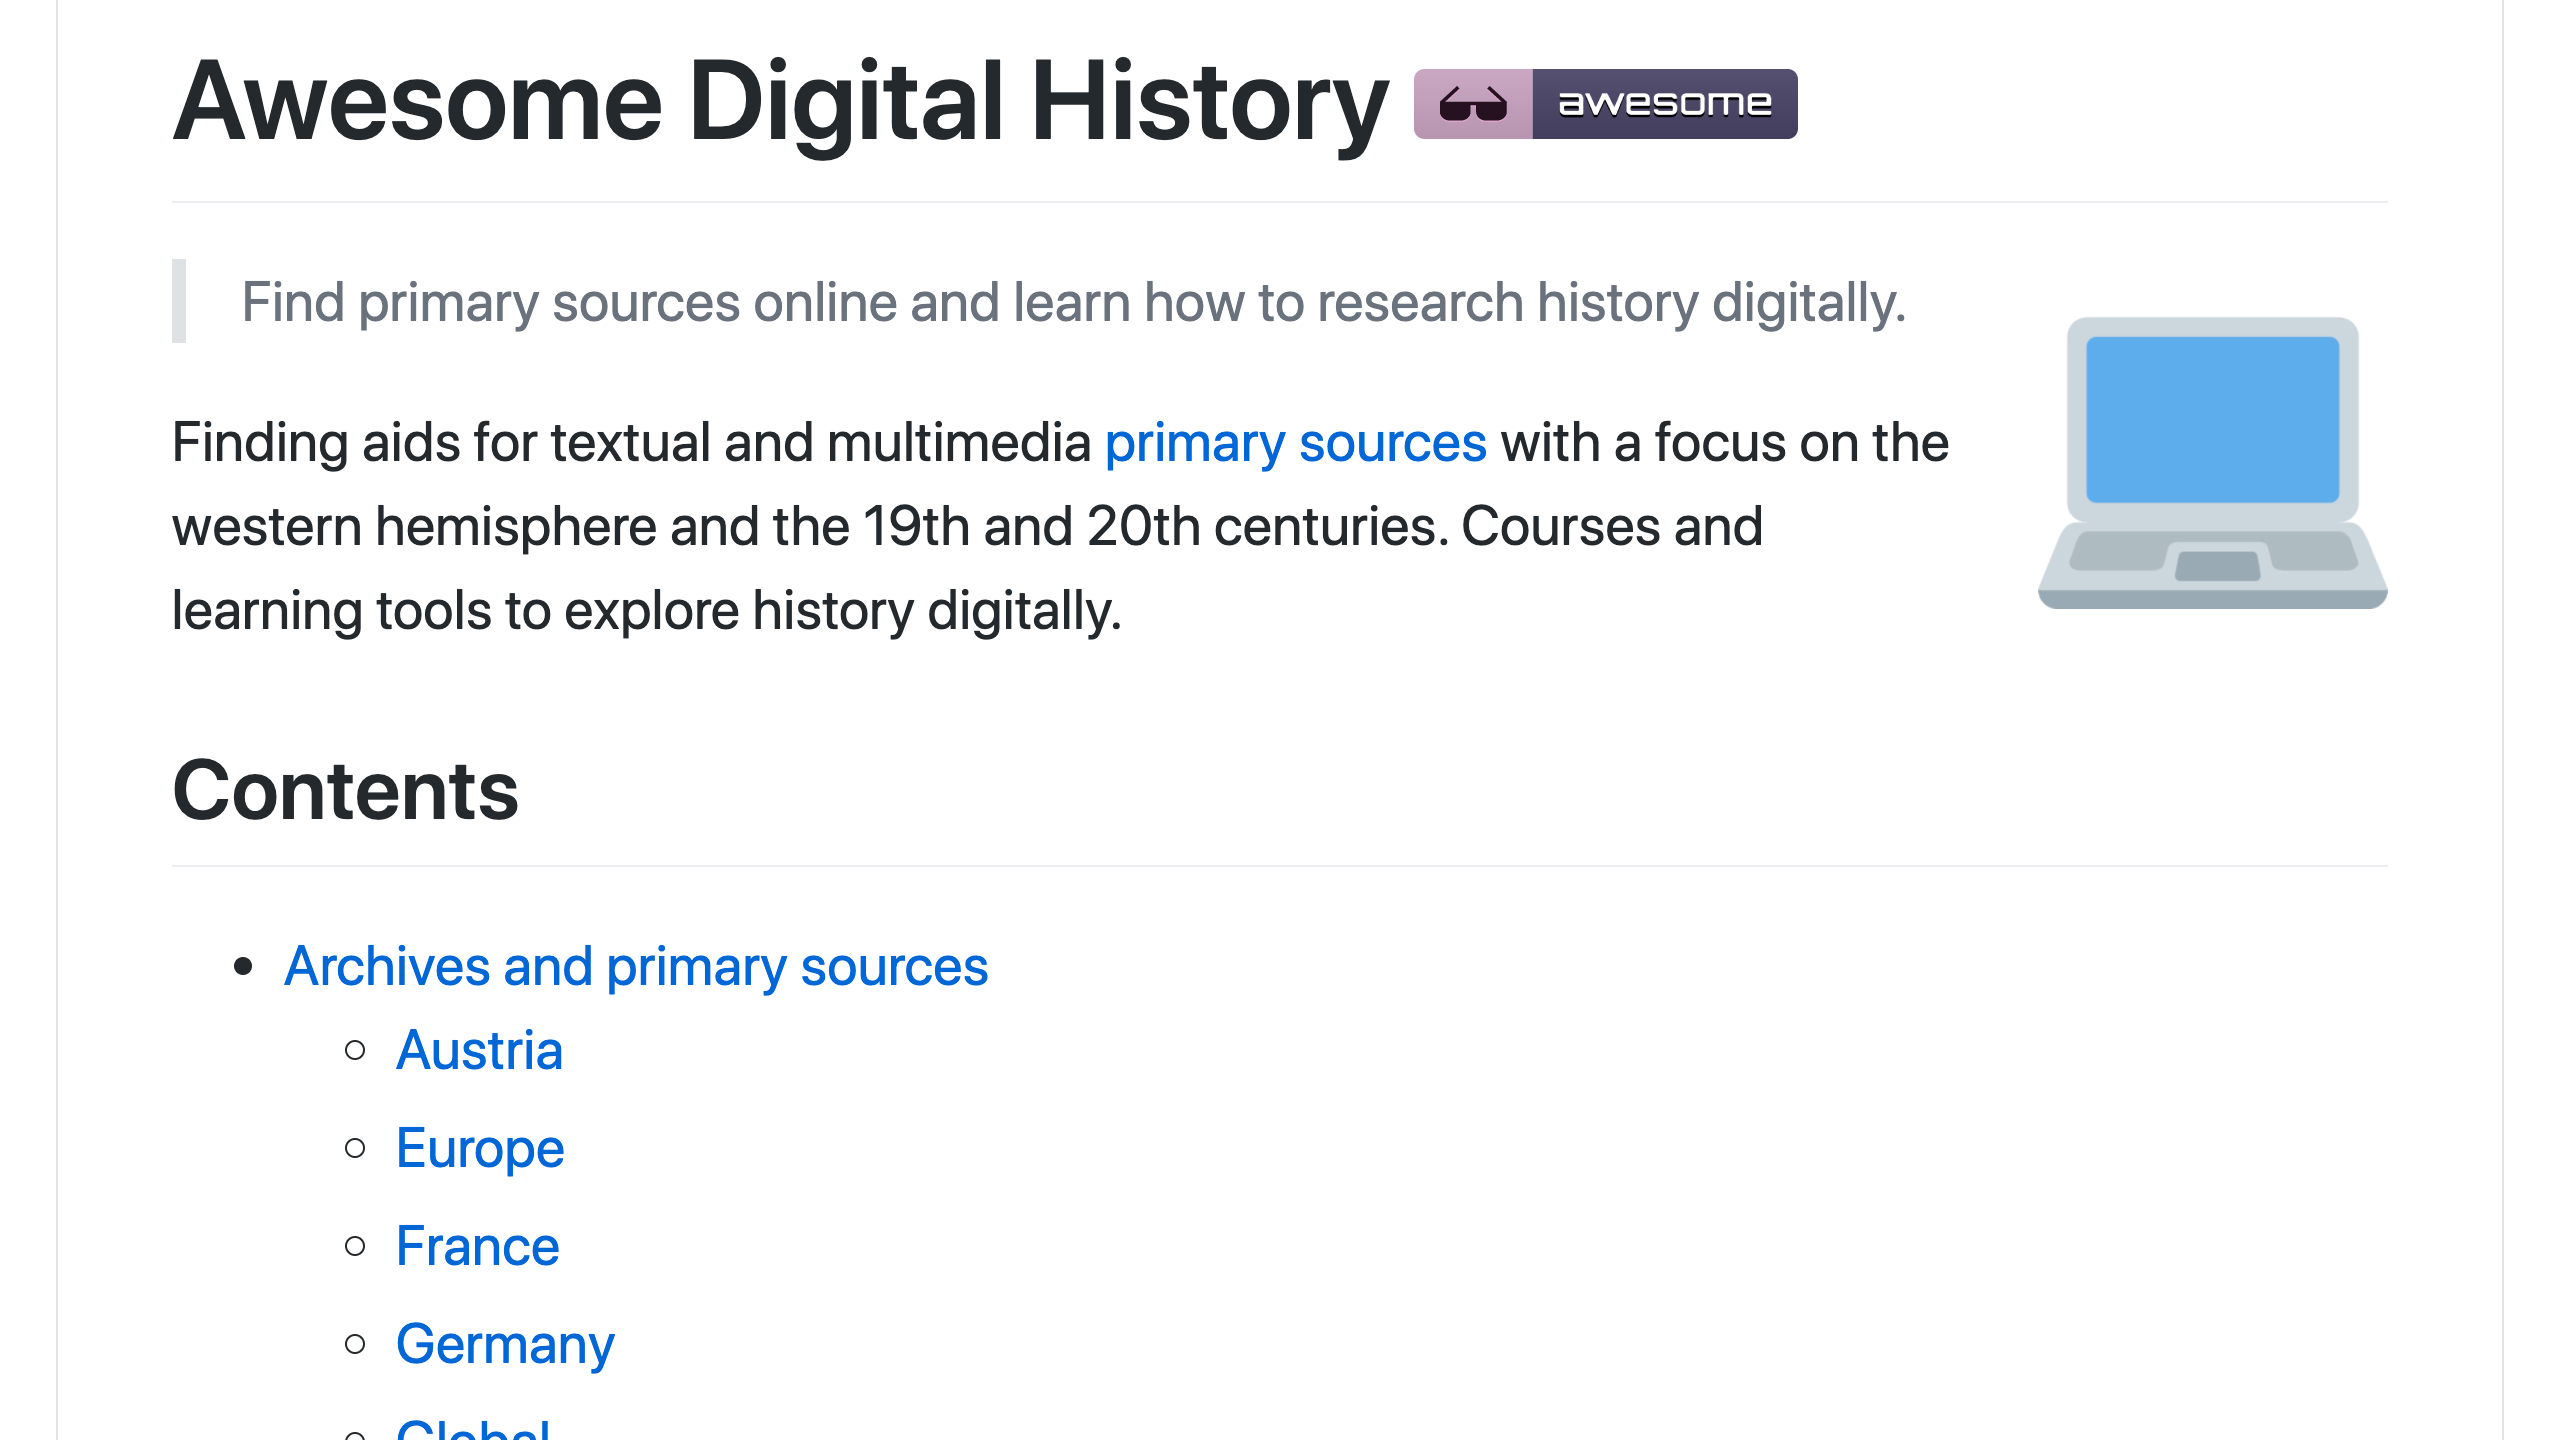 Awesome Digital History awesome
Find primary sources online and learn how to research history digitally.
Finding aids for textual and multimedia primary sources with a focus on the
western hemisphere and the 19th and 20th centuries. Courses and
learning tools to explore history digitally.
Contents
Archives and primary sources
Austria
Europe
France
Germany
Global